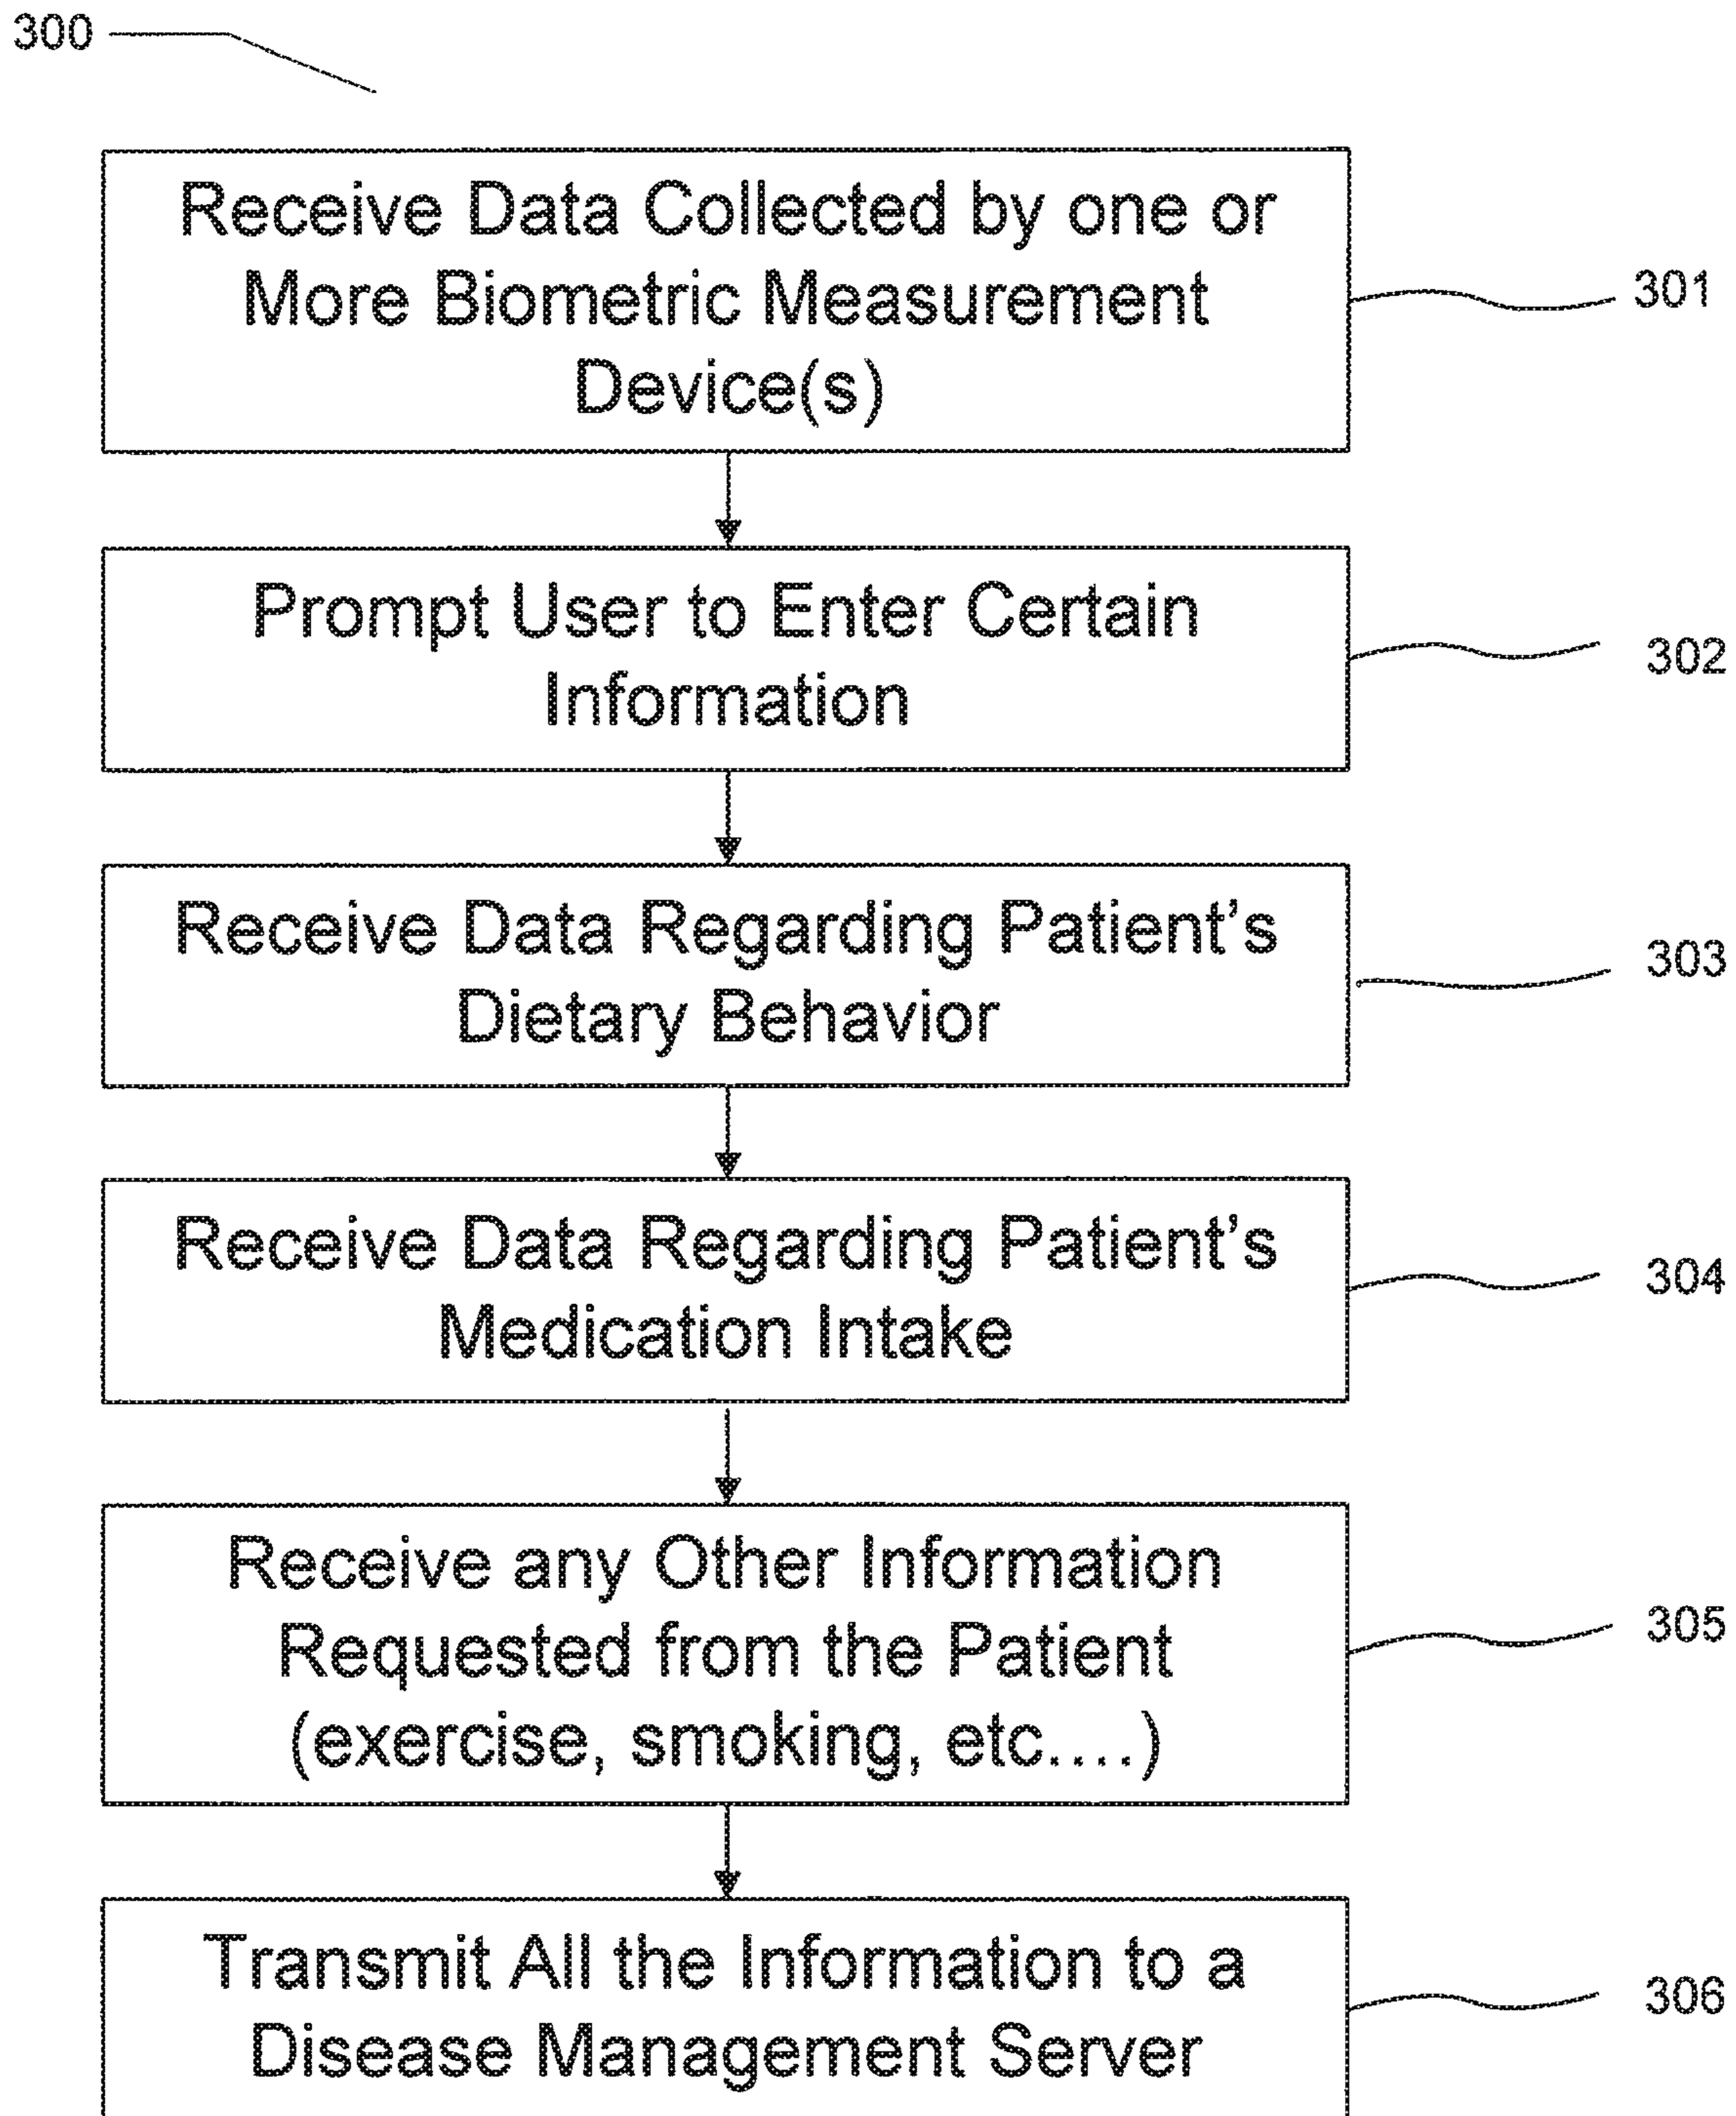 300
Receive Data Collected by one or
More Biometric Measurement
Device(s)
301
Prompt User to Enter Certain
Information
302
Receive Data Regarding Patient’s
Dietary Behavior
303
Receive Data Regarding Patient’s
Medication Intake
304
Receive any Other Information
Requested from the Patient
(exercise, smoking, etc....)
305
Transmit All the Information to a
Disease Management Server
306